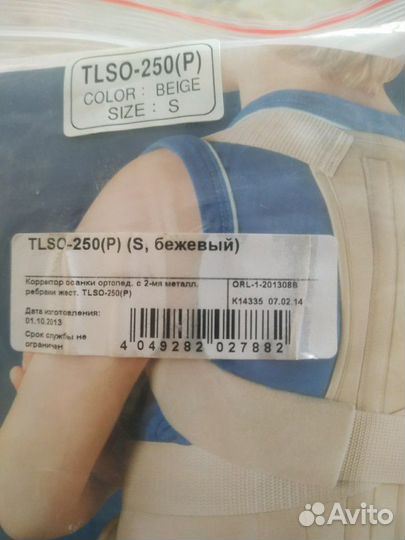 TLSO-250(P)
COLOR: BEIGE
SIZE: S
TLSO-250(P) (S, бежевый)
Корректор осанки ортопед. с 2-мя металл.
ребрами жест. TLSO-250(P)
ORL-1-201308B
K14335 07.02.14
Дата изготовления:
01.10.2013
Срок службы не
ограничен
4 049282 027882
Avito